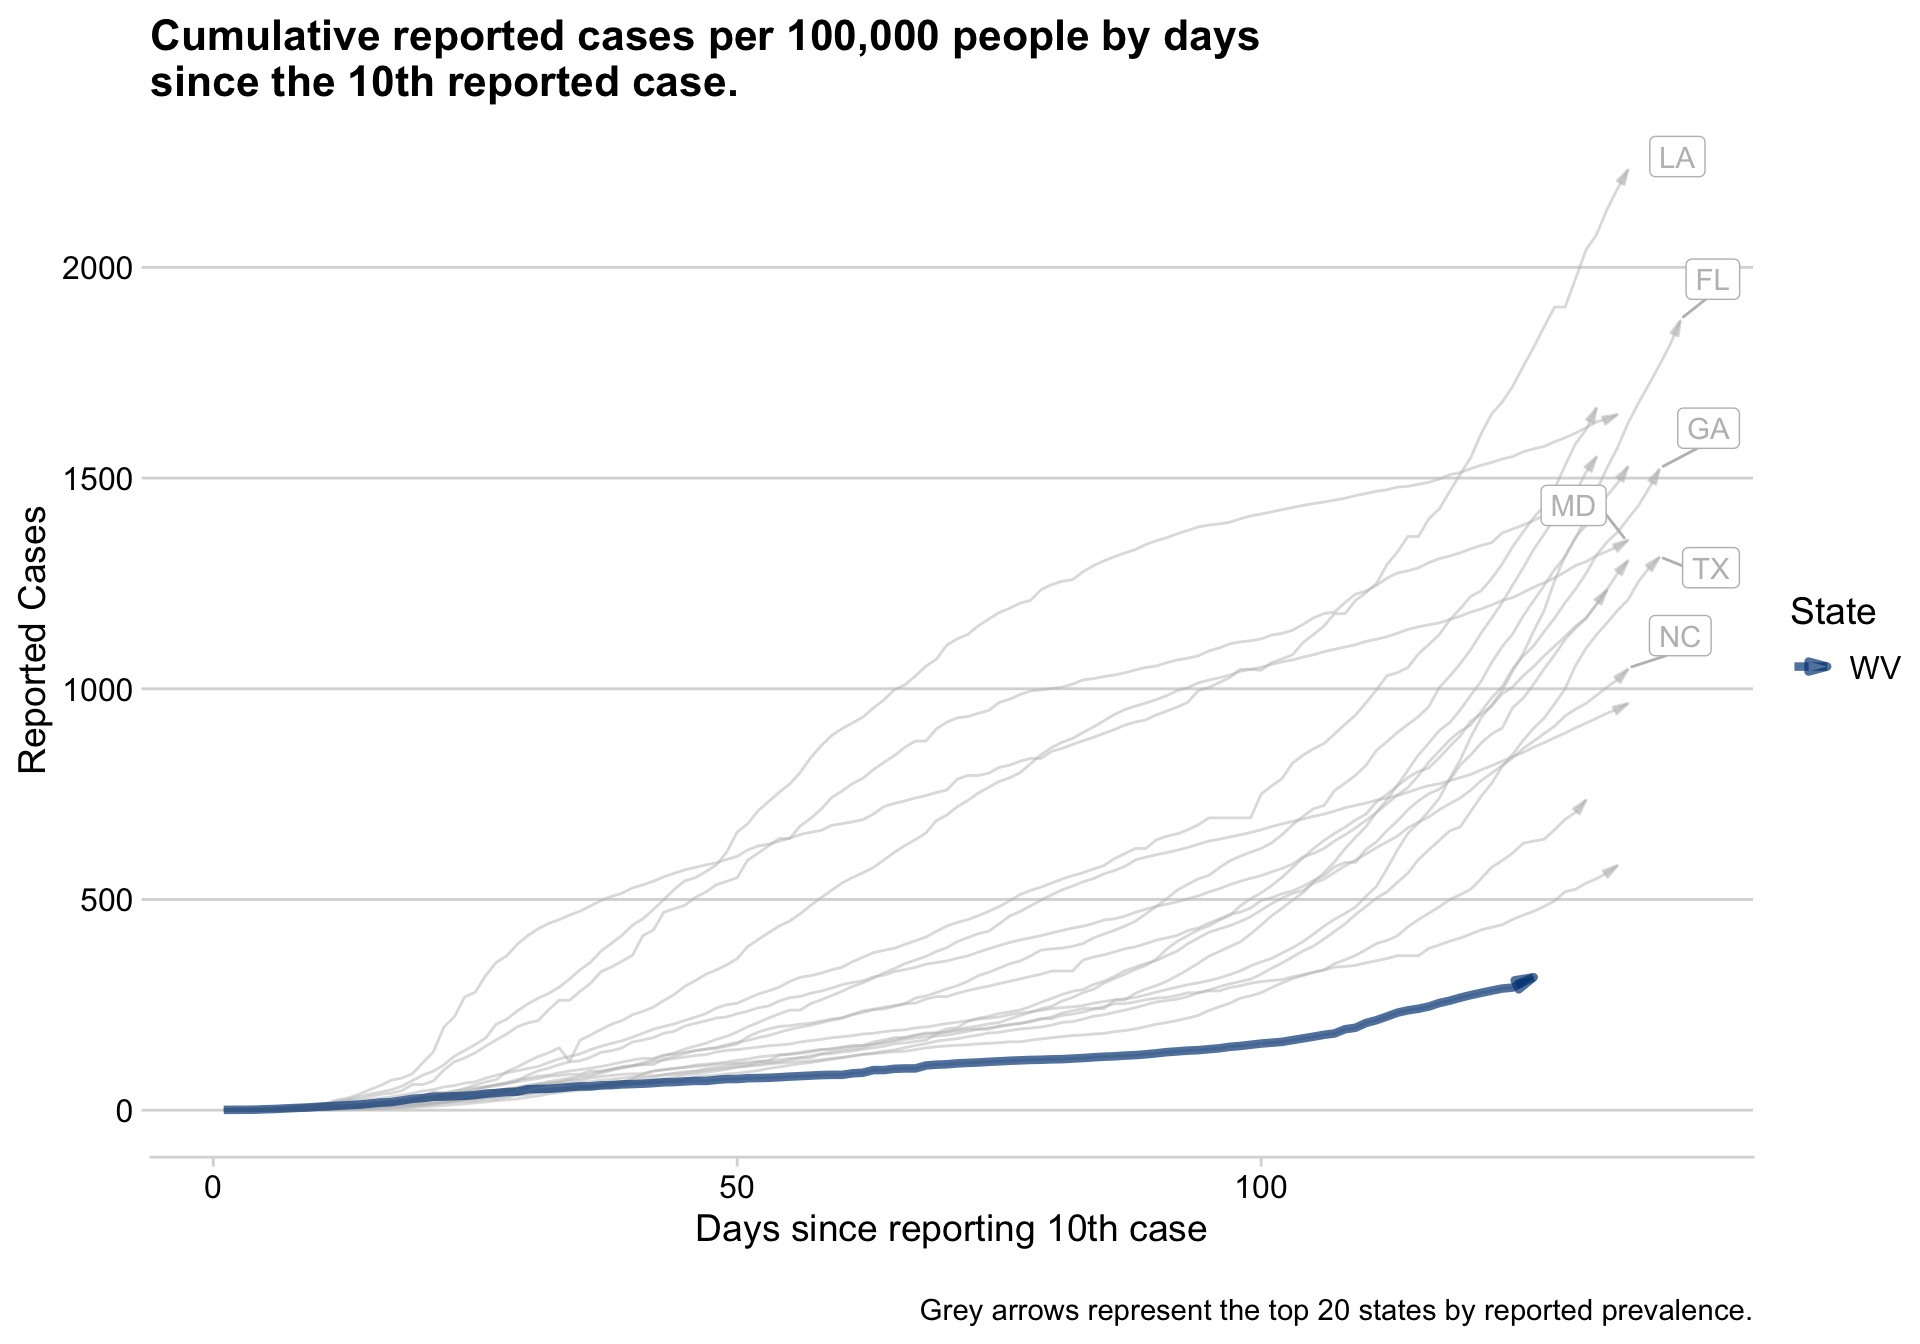 Cumulative reported cases per 100,000 people by days
since the 10th reported case.
LA
2000
FL
GA
1500
MD
TX
State
NC
WV
1000
Reported Cases
500
0
0 50 100
Days since reporting 10th case
Grey arrows represent the top 20 states by reported prevalence.